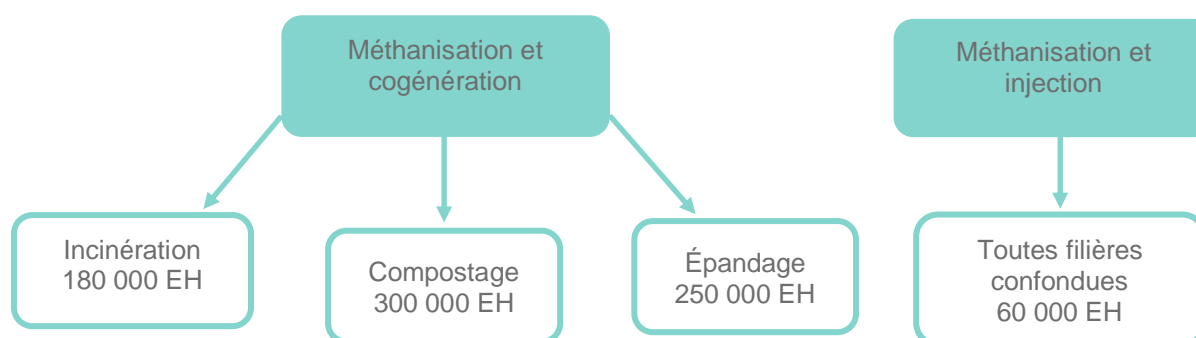 Méthanisation et
cogénération
Méthanisation et
injection
Incinération
180 000 EH
Compostage
300 000 EH
Épandage
250 000 EH
Toutes filières
confondues
60 000 EH